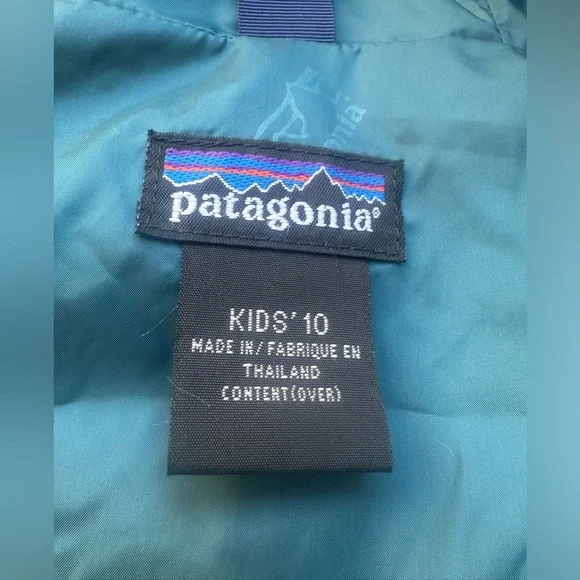 patagonia®
KIDS' 10
MADE IN / FABRIQUE EN
THAILAND
CONTENT (OVER)